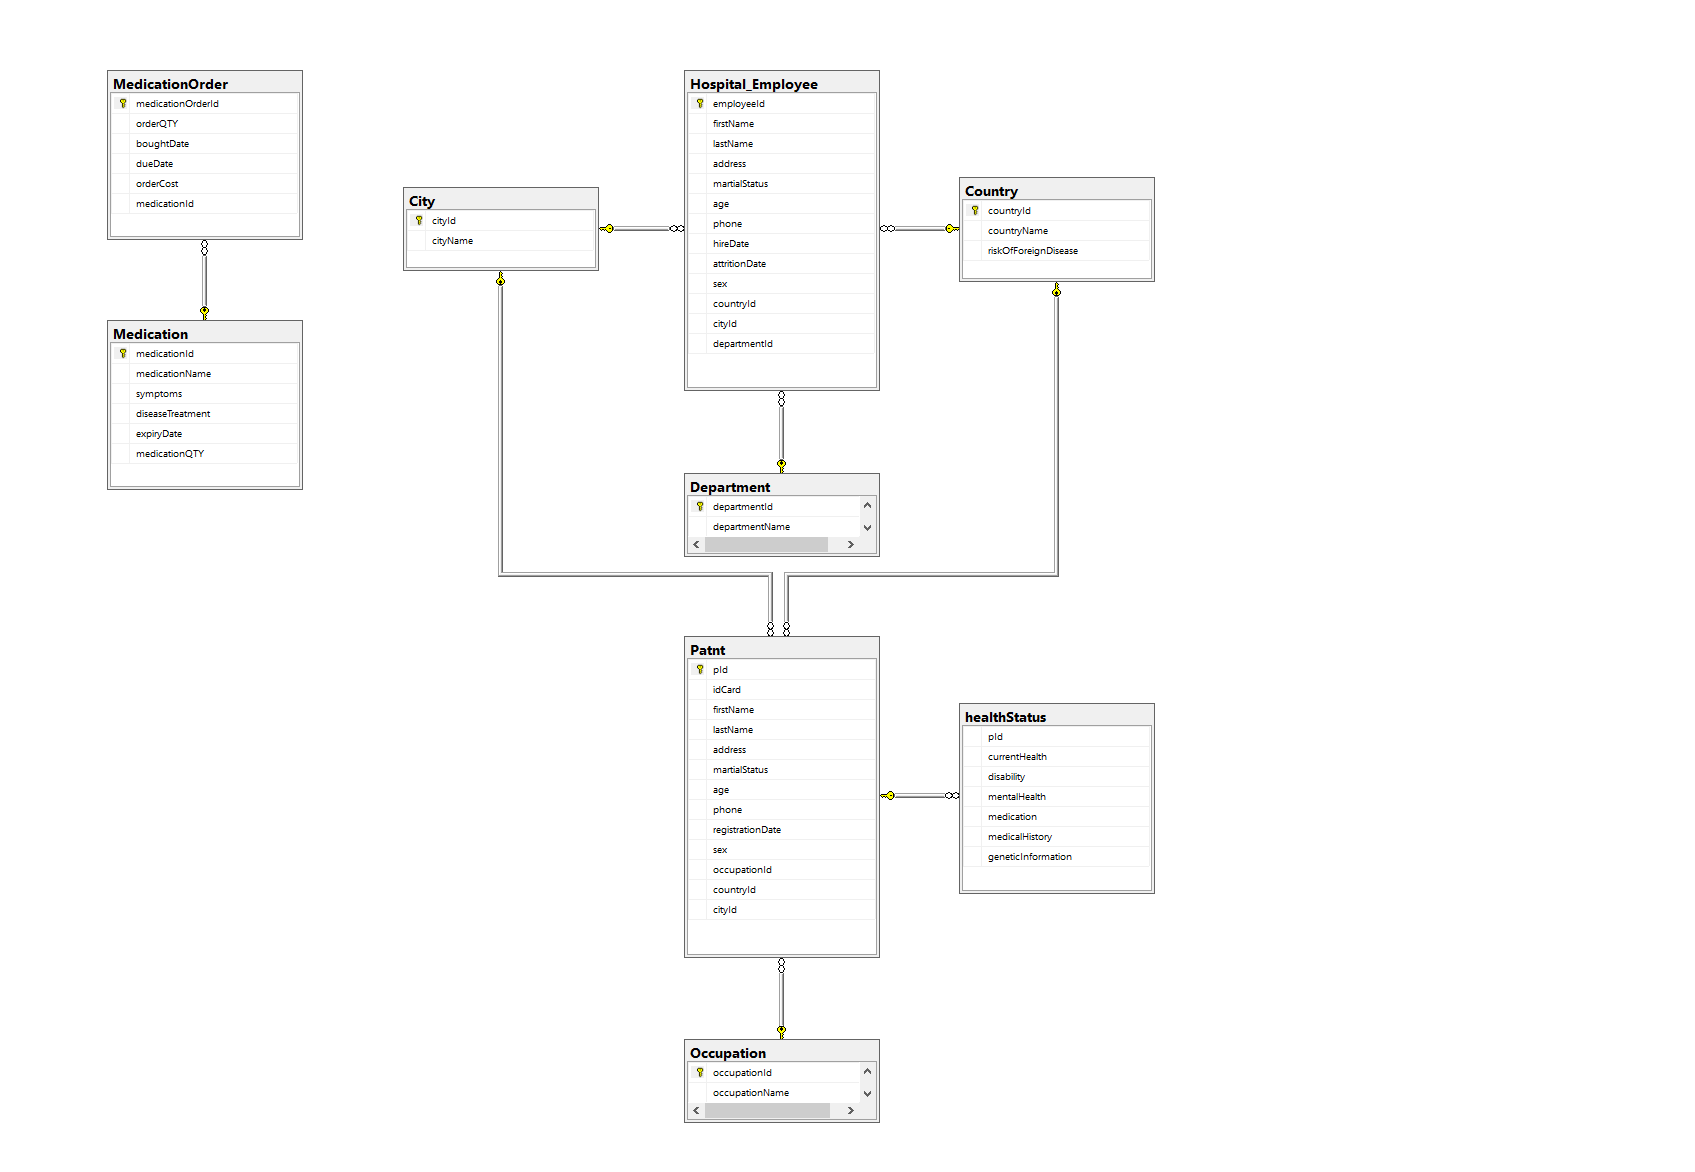 MedicationOrder
medicationOrderId
orderQTY
boughtDate
dueDate
orderCost
medicationId
Medication
medicationId
medicationName
symptoms
diseaseTreatment
expiryDate
medicationQTY
City
cityId
cityName
Hospital_Employee
employeeId
firstName
lastName
address
martialStatus
age
phone
hireDate
attritionDate
sex
countryId
cityId
departmentId
Country
countryId
countryName
riskOfForeignDisease
Department
departmentId
departmentName
Patnt
pId
idCard
firstName
lastName
address
martialStatus
age
phone
registrationDate
sex
occupationId
countryId
cityId
healthStatus
pId
currentHealth
disability
mentalHealth
medication
medicalHistory
geneticInformation
Occupation
occupationId
occupationName